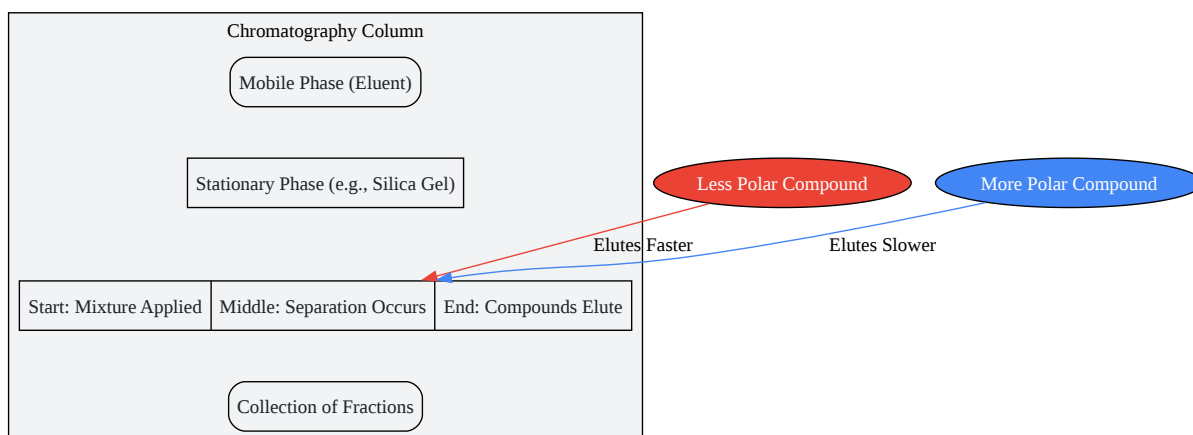 Chromatography Column
Mobile Phase (Eluent)
Stationary Phase (e.g., Silica Gel)
Less Polar Compound
More Polar Compound
Elutes Faster
Elutes Slower
Start: Mixture Applied
Middle: Separation Occurs
End: Compounds Elute
Collection of Fractions